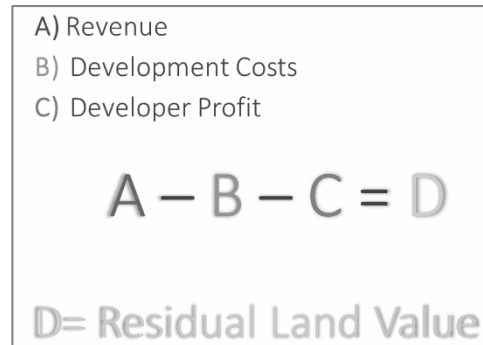 A) Revenue
B) Development Costs
C) Developer Profit
A – B – C = D
D= Residual Land Value